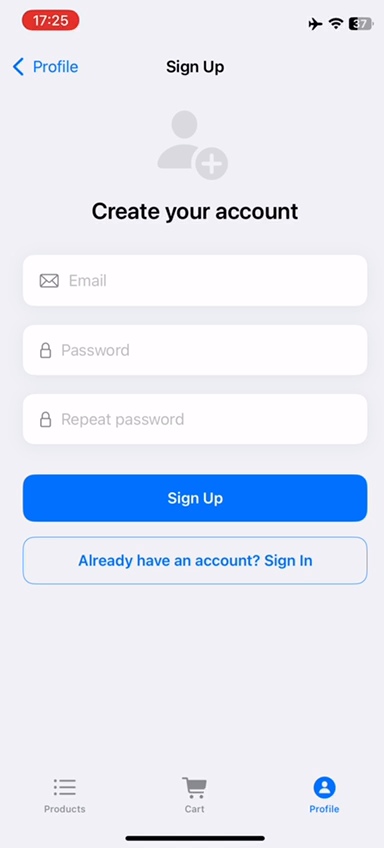 17:25
37
Profile
Sign Up
Create your account
Email
Password
Repeat password
Sign Up
Already have an account? Sign In
Products
Cart
Profile